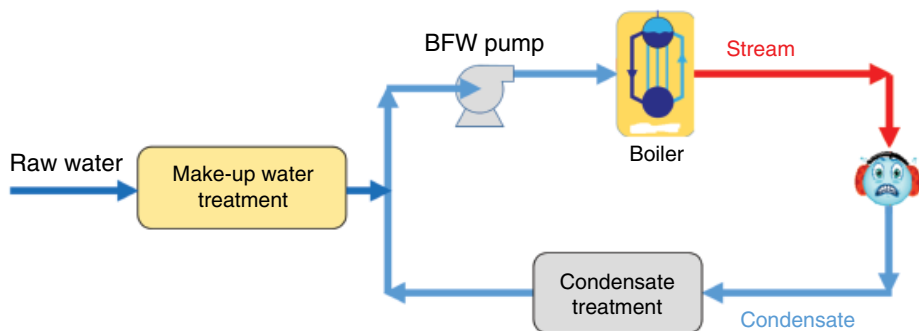 BFW pump
Stream
Boiler
Raw water
Make-up water
treatment
Condensate
treatment
Condensate